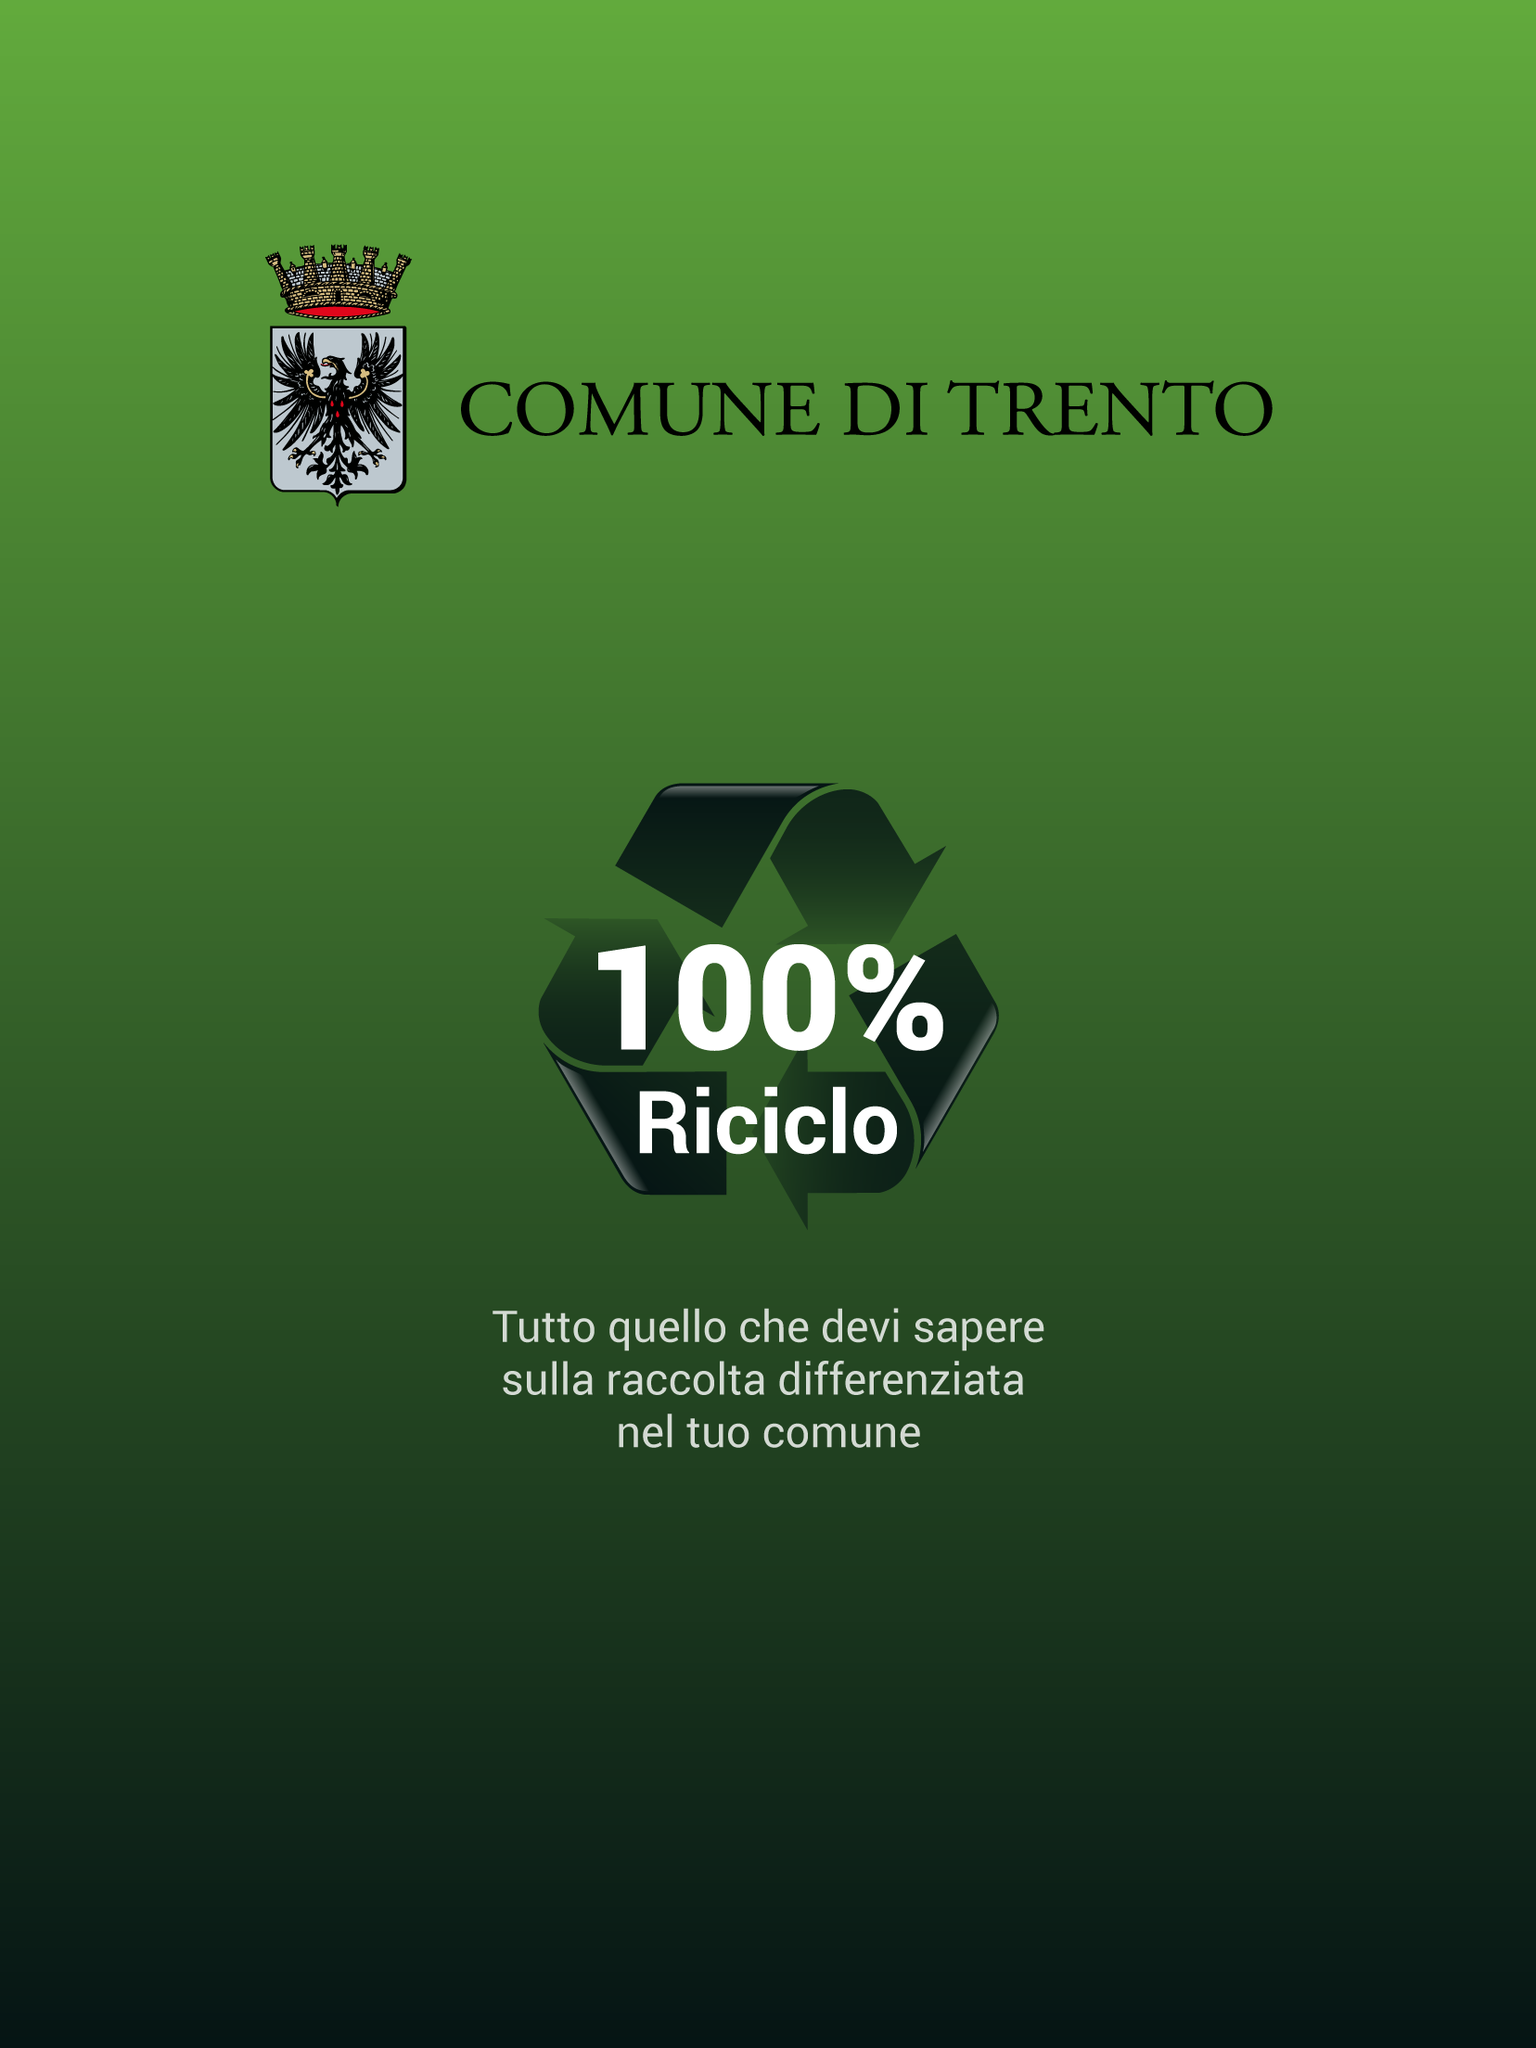 COMUNE DI TRENTO
100%
Riciclo
Tutto quello che devi sapere
sulla raccolta differenziata
nel tuo comune